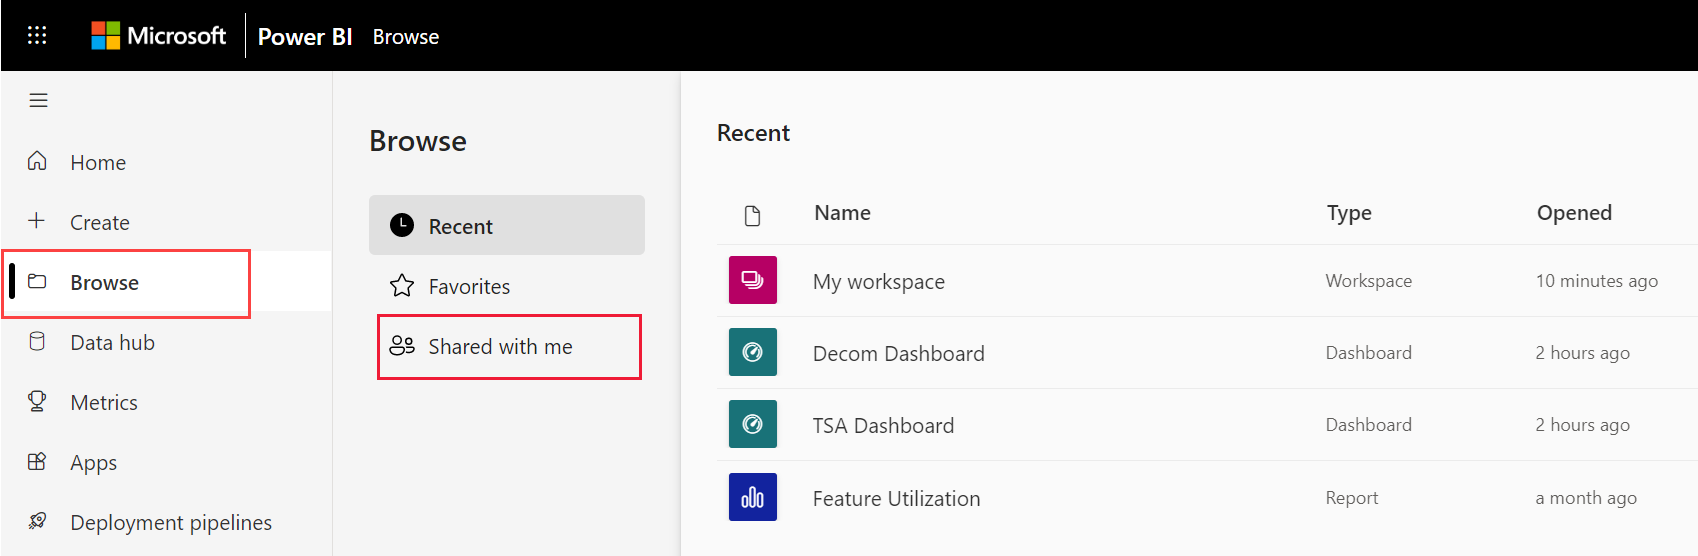 Microsoft Power BI Browse
Home
Create
Browse
Data hub
Metrics
Apps
Deployment pipelines
Browse
Recent
Favorites
Shared with me
Recent
Name Type Opened
My workspace Workspace 10 minutes ago
Decom Dashboard Dashboard 2 hours ago
TSA Dashboard Dashboard 2 hours ago
Feature Utilization Report a month ago